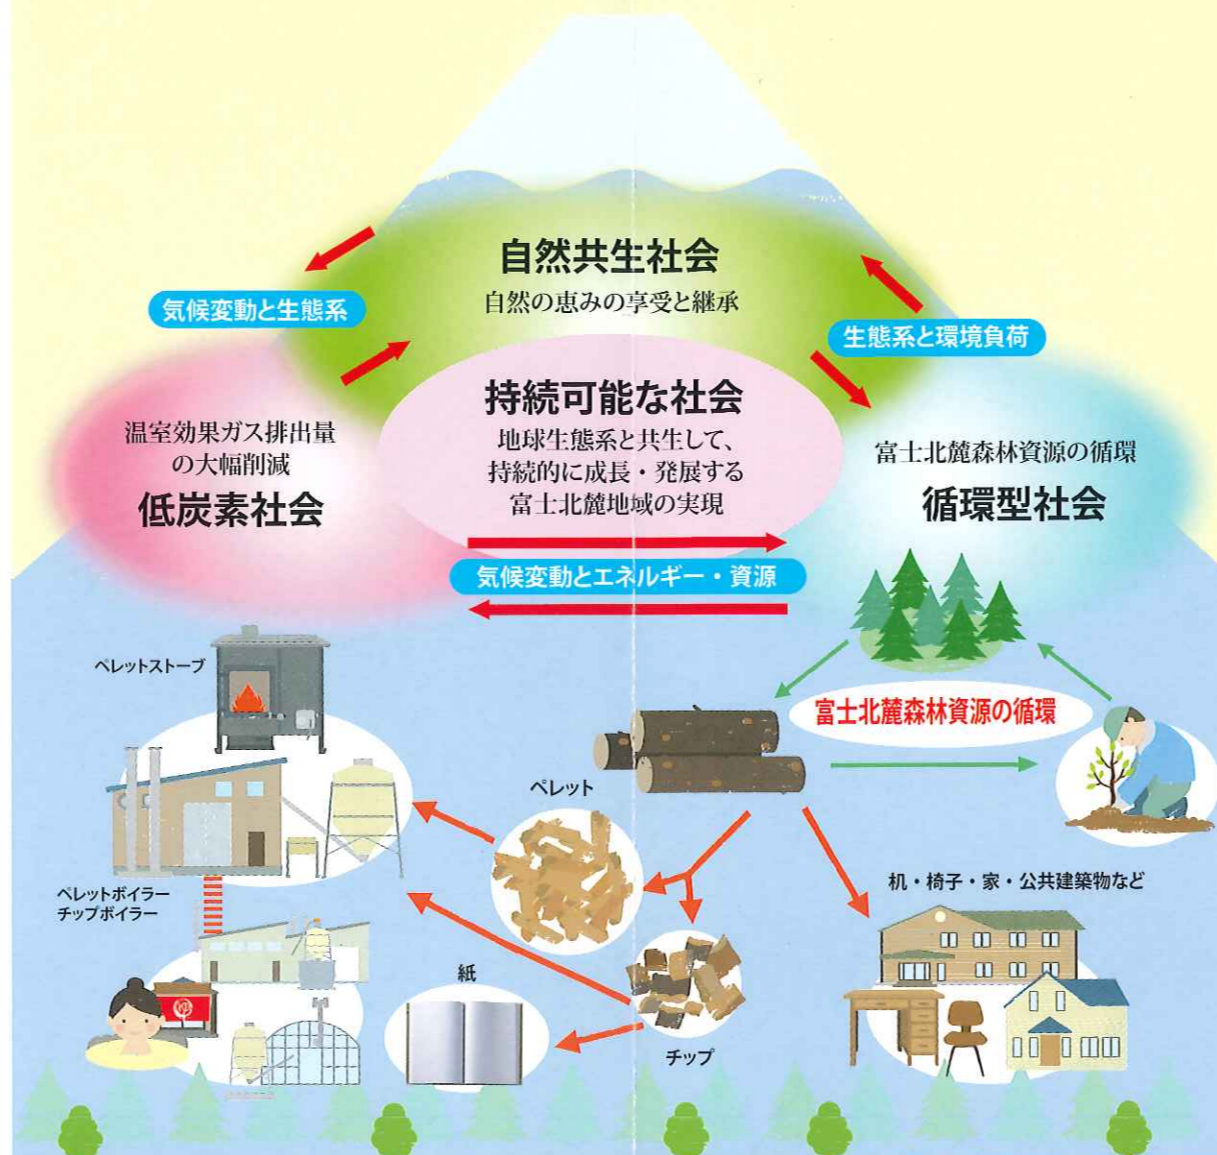 自然共生社会
自然の恵みの享受と継承
気候変動と生態系
生態系と環境負荷
持続可能な社会
地球生態系と共生して、
持続的に成長・発展する
富士北麓地域の実現
温室効果ガス排出量
の大幅削減
低炭素社会
富士北麓森林資源の循環
循環型社会
気候変動とエネルギー・資源
ペレットストーブ
富士北麓森林資源の循環
ペレット
ペレットボイラー
チップボイラー
机・椅子・家・公共建築物など
紙
ゆ
チップ